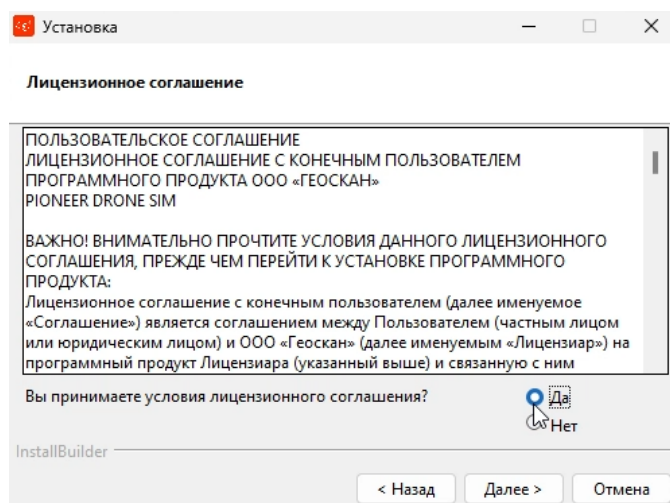 Установка
Лицензионное соглашение
ПОЛЬЗОВАТЕЛЬСКОЕ СОГЛАШЕНИЕ
ЛИЦЕНЗИОННОЕ СОГЛАШЕНИЕ С КОНЕЧНЫМ ПОЛЬЗОВАТЕЛЕМ
ПРОГРАММНОГО ПРОДУКТА ООО «ГЕОСКАН»
PIONEER DRONE SIM
ВАЖНО! ВНИМАТЕЛЬНО ПРОЧТИТЕ УСЛОВИЯ ДАННОГО ЛИЦЕНЗИОННОГО
СОГЛАШЕНИЯ, ПРЕЖДЕ ЧЕМ ПЕРЕЙТИ К УСТАНОВКЕ ПРОГРАММНОГО
ПРОДУКТА:
Лицензионное соглашение с конечным пользователем (далее именуемое
«Соглашение») является соглашением между Пользователем (частным лицом
или юридическим лицом) и ООО «Геоскан» (далее именуемым «Лицензиар») на
программный продукт Лицензиара (указанный выше) и связанную с ним
Вы принимаете условия лицензионного соглашения?
Да
Нет
InstallBuilder
< Назад
Далее >
Отмена